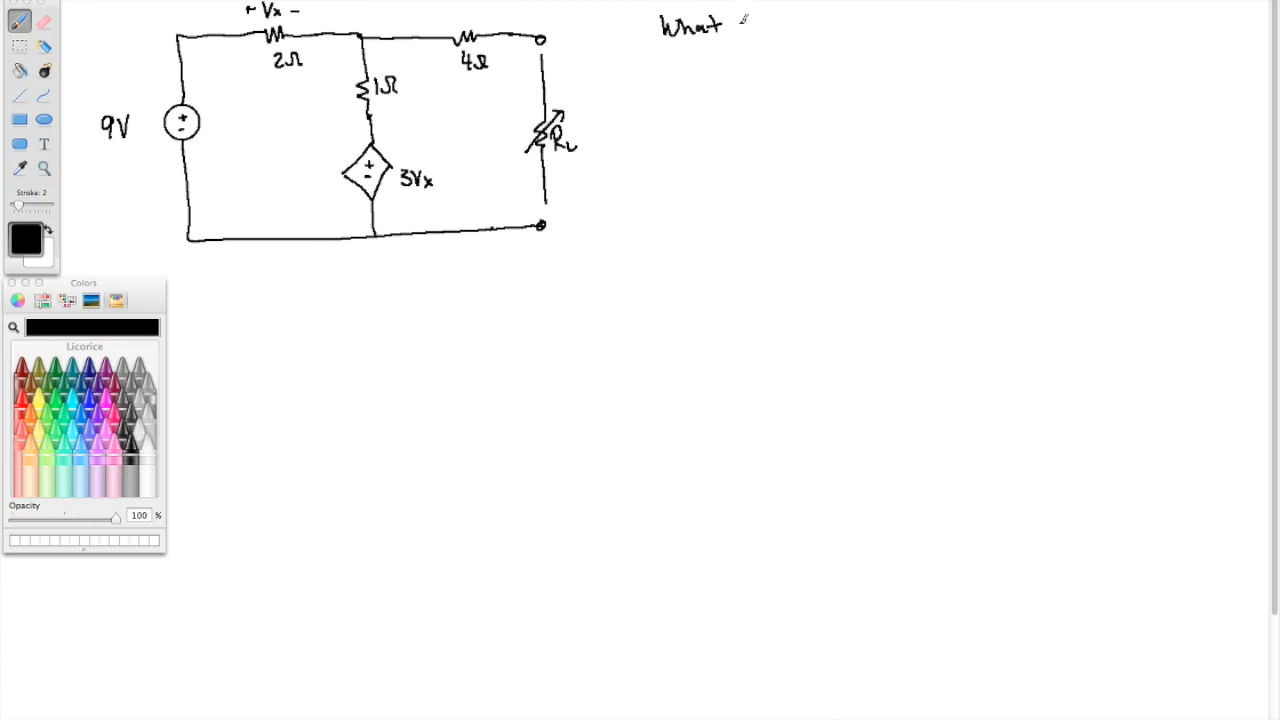 + Vx -
What
2Ω
4Ω
1Ω
9V
+
-
RL
+
-
3Vx
Stroke: 2
T
Colors
Licorice
Opacity
100 %